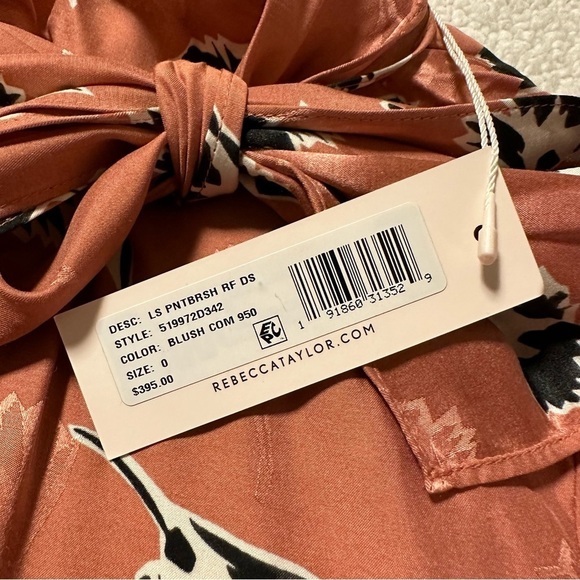 DESC: LS PNTBRSH RF DS
STYLE: 519972D342
COLOR: BLUSH COM 950
SIZE: 0
$395.00
EPC
1 91860 31352 9
REBECCATAYLOR.COM